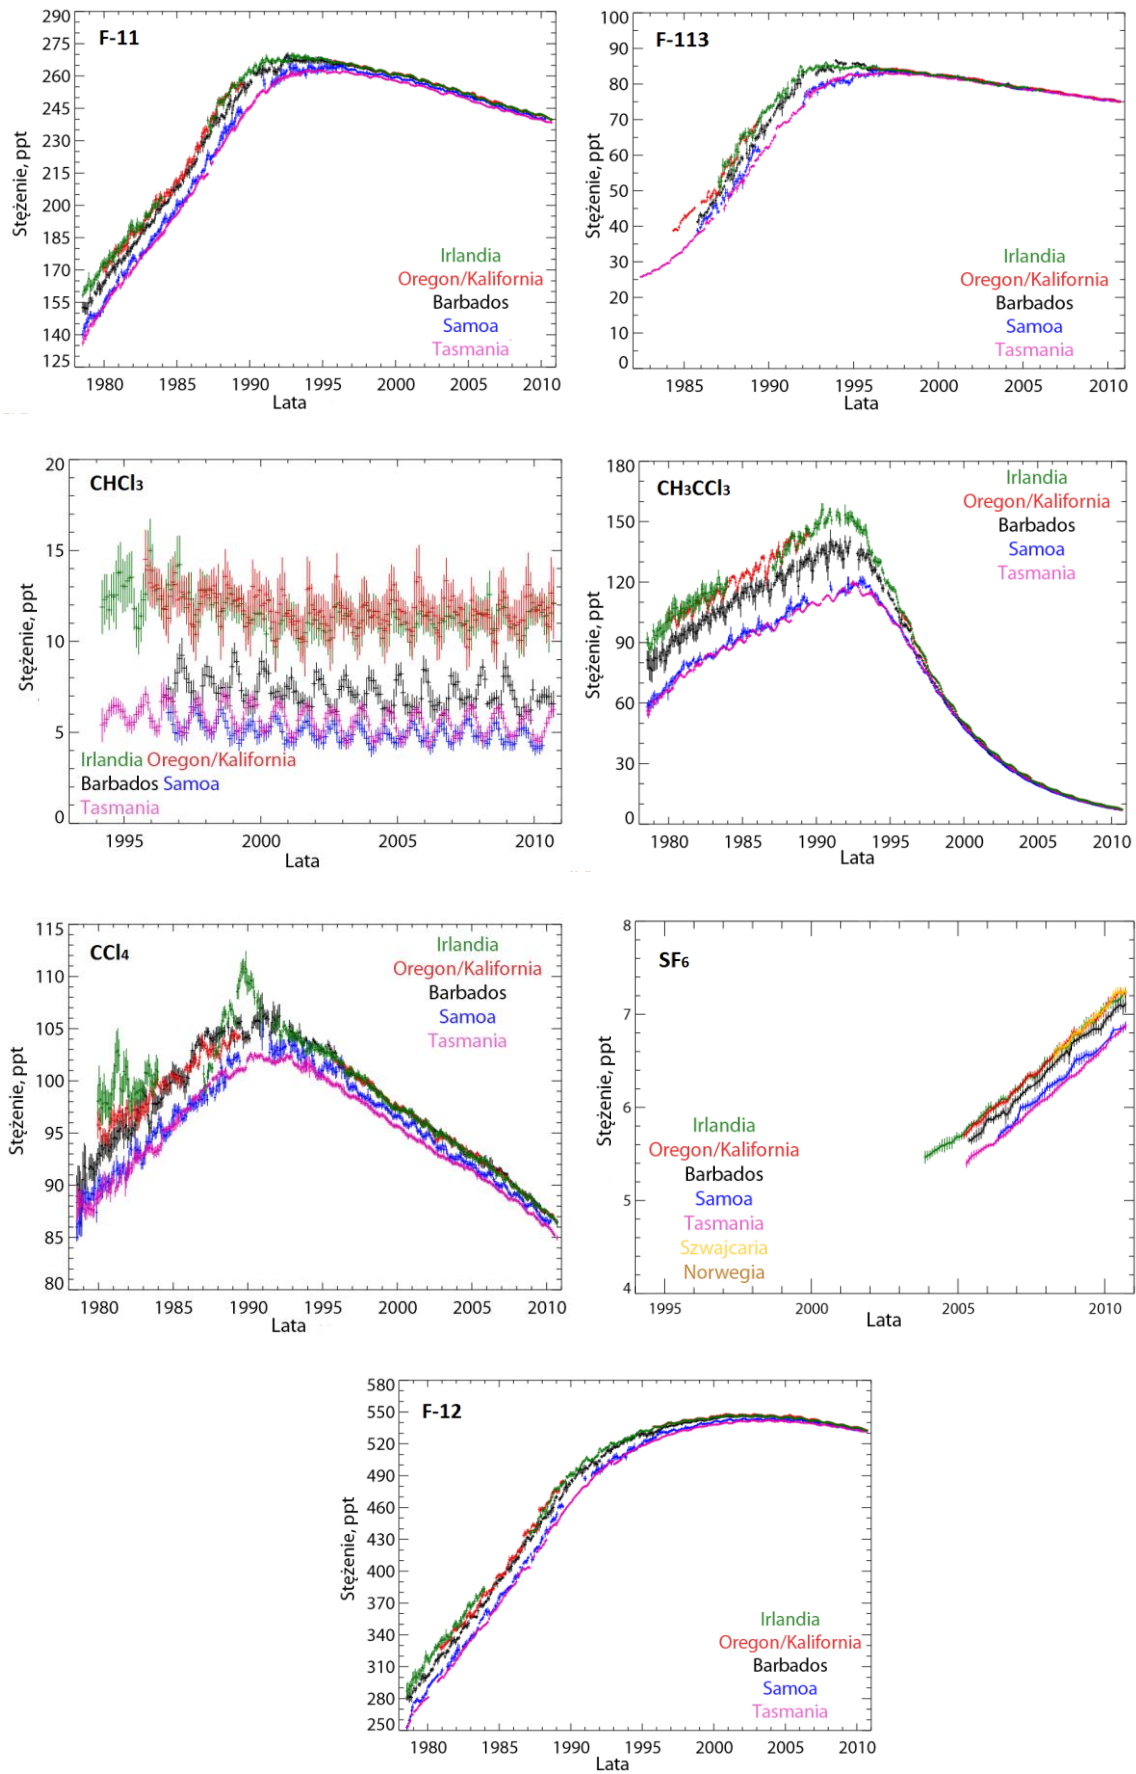 F-11
Stężenie, ppt
290
275
260
245
230
215
200
185
170
155
140
125
Irlandia
Oregon/Kalifornia
Barbados
Samoa
Tasmania
1980 1985 1990 1995 2000 2005 2010
Lata
F-113
Stężenie, ppt
100
90
80
70
60
50
40
30
20
10
0
Irlandia
Oregon/Kalifornia
Barbados
Samoa
Tasmania
1985 1990 1995 2000 2005 2010
Lata
CHCl3
Stężenie, ppt
20
15
10
5
0
Irlandia Oregon/Kalifornia
Barbados Samoa
Tasmania
1995 2000 2005 2010
Lata
CH3CCl3
Stężenie, ppt
180
150
120
90
60
30
0
Irlandia
Oregon/Kalifornia
Barbados
Samoa
Tasmania
1980 1985 1990 1995 2000 2005 2010
Lata
CCl4
Stężenie, ppt
115
110
105
100
95
90
85
80
Irlandia
Oregon/Kalifornia
Barbados
Samoa
Tasmania
1980 1985 1990 1995 2000 2005 2010
Lata
SF6
Stężenie, ppt
8
7
6
5
4
Irlandia
Oregon/Kalifornia
Barbados
Samoa
Tasmania
Szwajcaria
Norwegia
1995 2000 2005 2010
Lata
F-12
Stężenie, ppt
580
550
520
490
460
430
400
370
340
310
280
250
Irlandia
Oregon/Kalifornia
Barbados
Samoa
Tasmania
1980 1985 1990 1995 2000 2005 2010
Lata